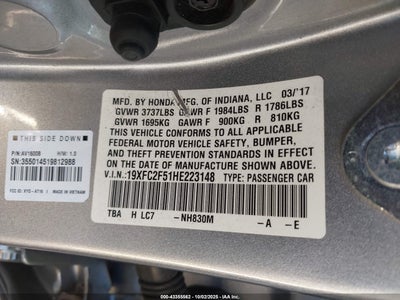 THIS SIDE DOWN
P/N:AV1600B H/W: 1.0
SN:355014519812988
MADE IN VIETNAM
MFD. BY HONDA MFG. OF INDIANA, LLC 03/'17
GVWR 3737LBS GAWR F 1984LBS R 1786LBS
GVWR 1695KG GAWR F 900KG R 810KG
THIS VEHICLE CONFORMS TO ALL APPLICABLE
FEDERAL MOTOR VEHICLE SAFETY, BUMPER,
AND THEFT PREVENTION STANDARDS IN EFFECT
ON THE DATE OF MANUFACTURE SHOWN ABOVE.
V.I.N.:19XFC2F51HE223148 TYPE: PASSENGER CAR
TBA H LC7 -NH830M -A -E
© 000-43355562 - 10/02/2025 - IAAI.COM